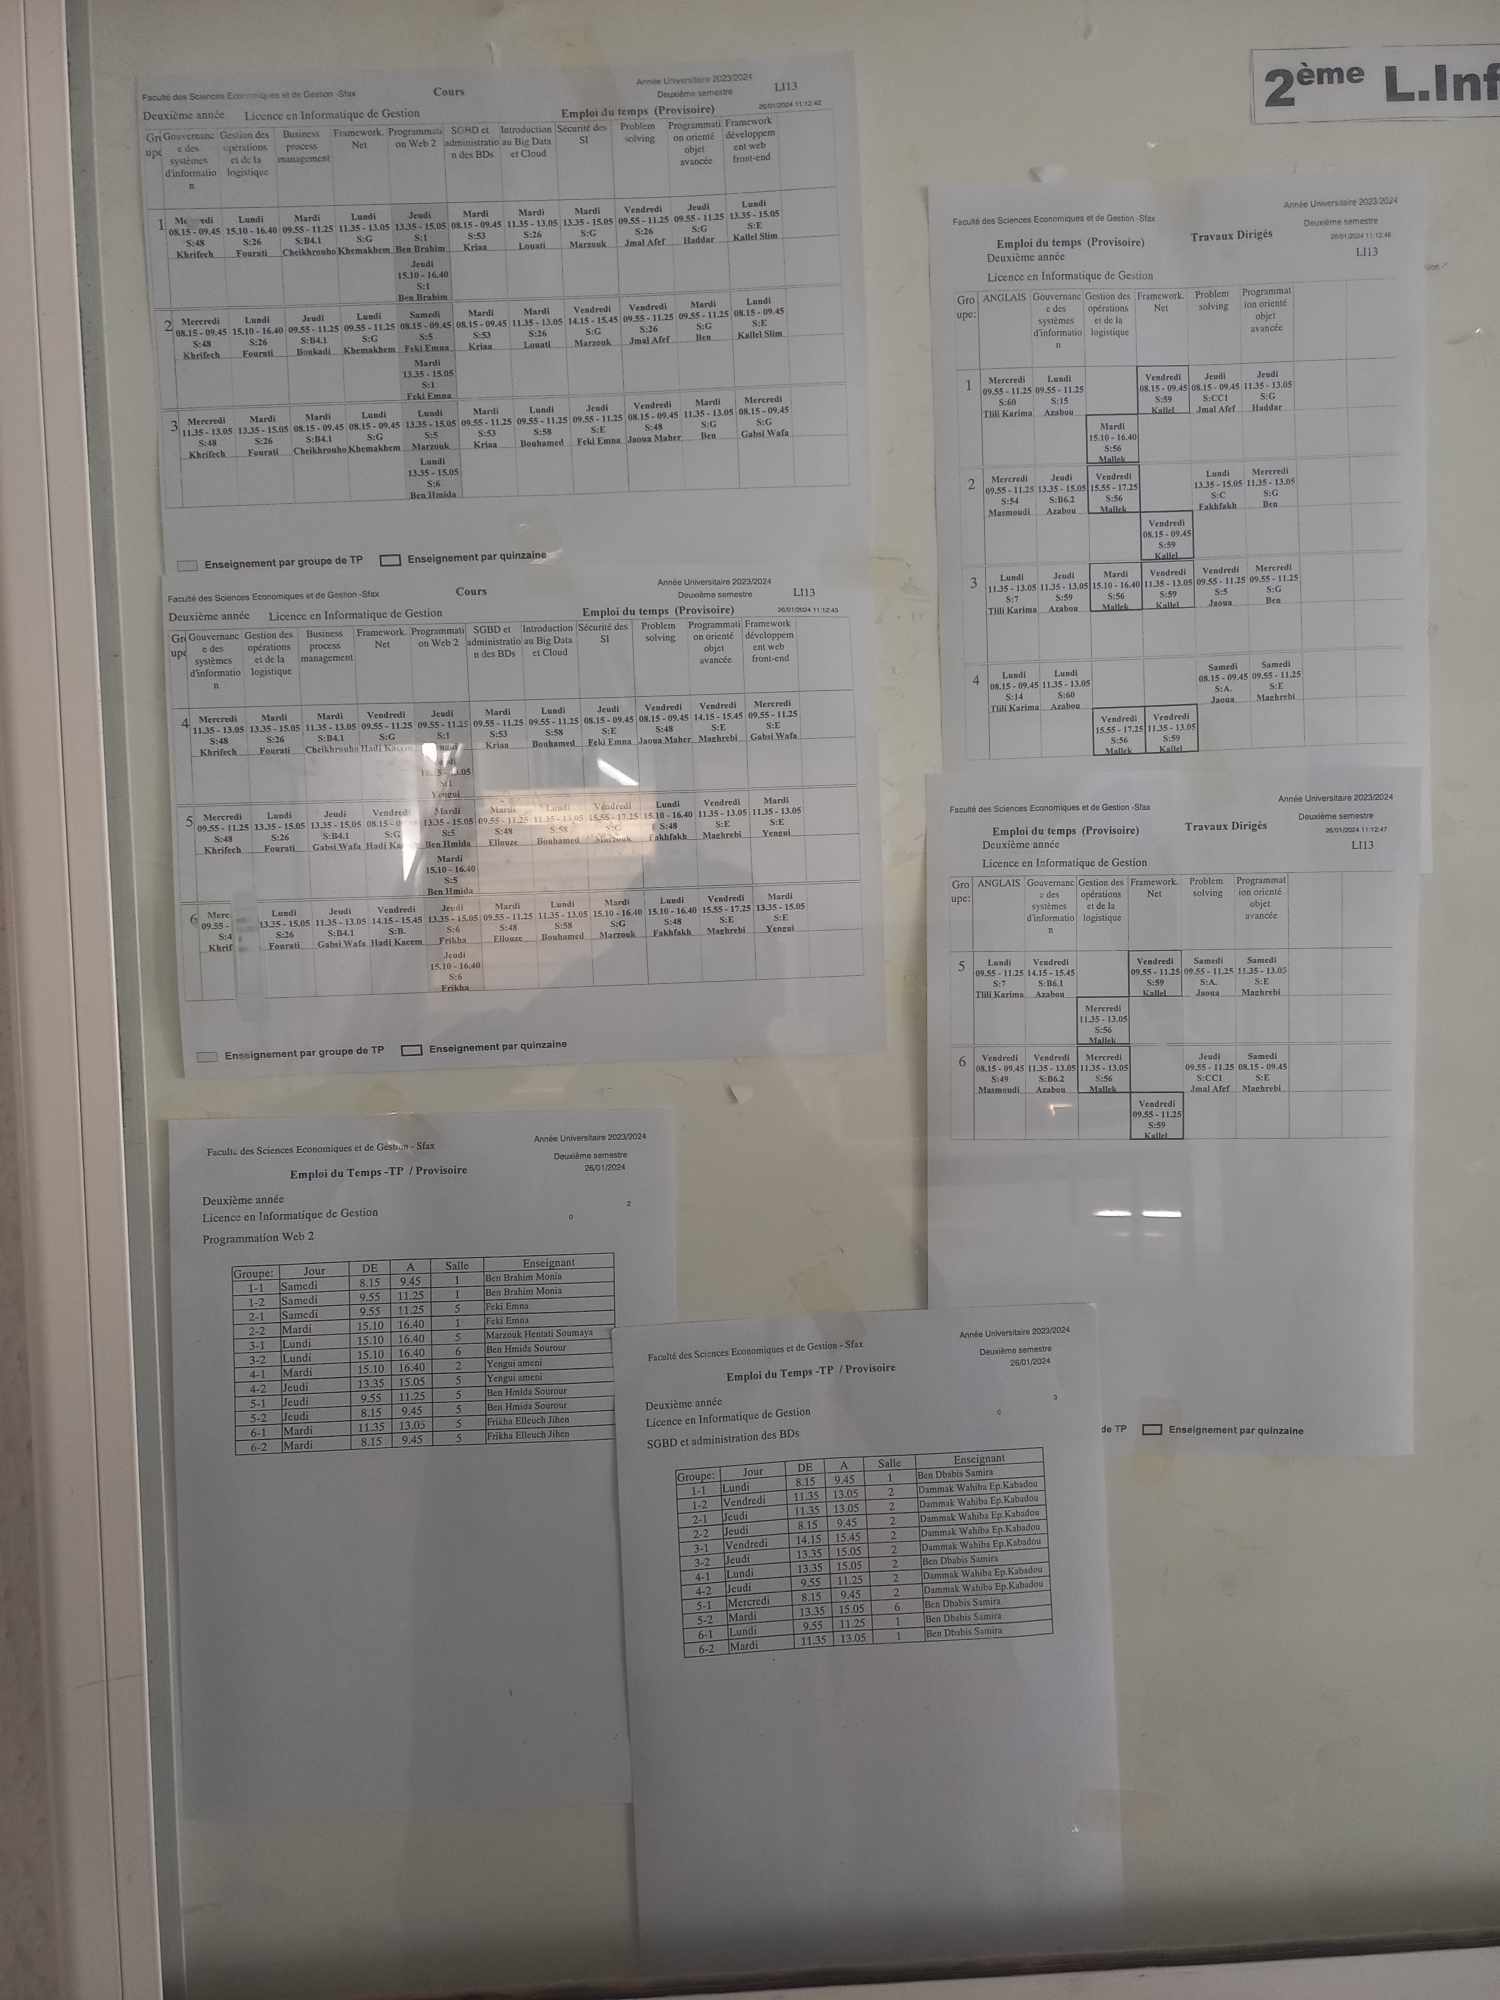 2ème L.Inf
Année Universitaire 2023/2024
Faculté des Sciences Economiques et de Gestion -Sfax Cours Deuxième semestre LI13
Deuxième année Licence en Informatique de Gestion Emploi du temps (Provisoire) 26/01/2024 11:12:42
Gro Gouvernanc Gestion des Business Framework. Programmati SGBD et Introduction Sécurité des Problem Programmati Framework
upe e des opérations process Net on Web 2 administratio au Big Data SI solving on orienté développem
systèmes et de la management n des BDs et Cloud objet ent web
d'informatio logistique avancée front-end
n
1 Lundi Mardi Lundi Jeudi Mardi Mardi Mardi Vendredi Jeudi Lundi
08.15 - 09.45 15.10 - 16.40 09.55 - 11.25 11.35 - 13.05 13.35 - 15.05 08.15 - 09.45 11.35 - 13.05 13.35 - 15.05 09.55 - 11.25 09.55 - 11.25 13.35 - 15.05
S:48 S:26 S:B4.1 S:G S:1 S:53 S:26 S:G S:26 S:G S:E
Khrifech Fourati Cheikhrouho Khemakhem Ben Brahim Kriaa Louati Marzouk Jmal Afef Haddar Kallel Slim
Jeudi
15.10 - 16.40
S:1
Ben Brahim
2 Mercredi Lundi Jeudi Lundi Samedi Mardi Mardi Vendredi Vendredi Mardi Lundi
08.15 - 09.45 15.10 - 16.40 09.55 - 11.25 09.55 - 11.25 08.15 - 09.45 08.15 - 09.45 11.35 - 13.05 14.15 - 15.45 09.55 - 11.25 09.55 - 11.25 08.15 - 09.45
S:48 S:26 S:B4.1 S:G S:5 S:53 S:26 S:G S:26 S:G S:E
Khrifech Fourati Boukadi Khemakhem Feki Emna Kriaa Louati Marzouk Jmal Afef Ben Kallel Slim
Mardi
13.35 - 15.05
S:1
Feki Emna
3 Mercredi Mardi Mardi Lundi Lundi Mardi Lundi Jeudi Vendredi Mardi Mercredi
11.35 - 13.05 13.35 - 15.05 08.15 - 09.45 08.15 - 09.45 13.35 - 15.05 09.55 - 11.25 09.55 - 11.25 09.55 - 11.25 08.15 - 09.45 11.35 - 13.05 08.15 - 09.45
S:48 S:26 S:B4.1 S:G S:5 S:53 S:58 S:E S:48 S:G S:G
Khrifech Fourati Cheikhrouho Khemakhem Marzouk Kriaa Bouhamed Feki Emna Jaoua Maher Ben Gabsi Wafa
Lundi
13.35 - 15.05
S:6
Ben Hmida
Enseignement par groupe de TP Enseignement par quinzaine
Année Universitaire 2023/2024
Faculté des Sciences Economiques et de Gestion -Sfax Cours Deuxième semestre LI13
Deuxième année Licence en Informatique de Gestion Emploi du temps (Provisoire) 26/01/2024 11:12:43
Gro Gouvernanc Gestion des Business Framework. Programmati SGBD et Introduction Sécurité des Problem Programmati Framework
upe e des opérations process Net on Web 2 administratio au Big Data SI solving on orienté développem
systèmes et de la management n des BDs et Cloud objet ent web
d'informatio logistique avancée front-end
n
4 Mercredi Mardi Mardi Vendredi Jeudi Mardi Lundi Jeudi Vendredi Vendredi Mercredi
11.35 - 13.05 13.35 - 15.05 11.35 - 13.05 09.55 - 11.25 09.55 - 11.25 09.55 - 11.25 09.55 - 11.25 08.15 - 09.45 08.15 - 09.45 14.15 - 15.45 09.55 - 11.25
S:48 S:26 S:B4.1 S:G S:1 S:53 S:58 S:E S:48 S:E S:E
Khrifech Fourati Cheikhrouho Hadi Kacem Kriaa Bouhamed Feki Emna Jaoua Maher Maghrebi Gabsi Wafa
Yengui
5 Mercredi Lundi Jeudi Vendredi Mardi Mardi Lundi Vendredi Lundi Vendredi Mardi
09.55 - 11.25 13.35 - 15.05 13.35 - 15.05 08.15 - 13.35 - 15.05 09.55 - 11.25 11.35 - 13.05 15.55 - 17.25 15.10 - 16.40 11.35 - 13.05 11.35 - 13.05
S:48 S:26 S:B4.1 S:G S:5 S:48 S:58 S:G S:48 S:E S:E
Khrifech Fourati Gabsi Wafa Hadi Ben Hmida Ellouze Bouhamed Marzouk Fakhfakh Maghrebi Yengui
Mardi
15.10 - 16.40
S:5
Ben Hmida
6 Merc Lundi Jeudi Vendredi Jeudi Mardi Lundi Mardi Lundi Vendredi Mardi
09.55 - 13.35 - 15.05 11.35 - 13.05 14.15 - 15.45 13.35 - 15.05 09.55 - 11.25 11.35 - 13.05 15.10 - 16.40 15.10 - 16.40 15.55 - 17.25 13.35 - 15.05
S:4 S:26 S:B4.1 S:B. S:6 S:48 S:58 S:G S:48 S:E S:E
Khrif Fourati Gabsi Wafa Hadi Kacem Frikha Ellouze Bouhamed Marzouk Fakhfakh Maghrebi Yengui
Jeudi
15.10 - 16.40
S:6
Frikha
Enseignement par groupe de TP Enseignement par quinzaine
Année Universitaire 2023/2024
Faculté des Sciences Economiques et de Gestion -Sfax Deuxième semestre
Emploi du temps (Provisoire) Travaux Dirigés 26/01/2024 11:12:46
Deuxième année LI13
Licence en Informatique de Gestion
Gro ANGLAIS Gouvernanc Gestion des Framework. Problem Programmat
upe: e des opérations Net solving ion orienté
systèmes et de la objet
d'informatio logistique avancée
n
1 Mercredi Lundi Vendredi Jeudi Jeudi
09.55 - 11.25 09.55 - 11.25 08.15 - 09.45 08.15 - 09.45 11.35 - 13.05
S:60 S:15 S:59 S:CC1 S:G
Tlili Karima Azabou Kallel Jmal Afef Haddar
Mardi
15.10 - 16.40
S:56
Mallek
2 Mercredi Jeudi Vendredi Lundi Mercredi
09.55 - 11.25 13.35 - 15.05 15.55 - 17.25 13.35 - 15.05 11.35 - 13.05
S:54 S:B6.2 S:56 S:C S:G
Masmoudi Azabou Mallek Fakhfakh Ben
Vendredi
08.15 - 09.45
S:59
Kallel
3 Lundi Jeudi Mardi Vendredi Vendredi Mercredi
11.35 - 13.05 11.35 - 13.05 15.10 - 16.40 11.35 - 13.05 09.55 - 11.25 09.55 - 11.25
S:7 S:59 S:56 S:59 S:5 S:G
Tlili Karima Azabou Mallek Kallel Jaoua Ben
4 Lundi Lundi Samedi Samedi
08.15 - 09.45 11.35 - 13.05 08.15 - 09.45 09.55 - 11.25
S:14 S:60 S:A. S:E
Tlili Karima Azabou Jaoua Maghrebi
Vendredi Vendredi
15.55 - 17.25 11.35 - 13.05
S:56 S:59
Mallek Kallel
Année Universitaire 2023/2024
Faculté des Sciences Economiques et de Gestion -Sfax Deuxième semestre
Emploi du temps (Provisoire) Travaux Dirigés 26/01/2024 11:12:47
Deuxième année LI13
Licence en Informatique de Gestion
Gro ANGLAIS Gouvernanc Gestion des Framework. Problem Programmat
upe: e des opérations Net solving ion orienté
systèmes et de la objet
d'informatio logistique avancée
n
5 Lundi Vendredi Vendredi Samedi Samedi
09.55 - 11.25 14.15 - 15.45 09.55 - 11.25 09.55 - 11.25 11.35 - 13.05
S:7 S:B6.1 S:59 S:A. S:E
Tlili Karima Azabou Kallel Jaoua Maghrebi
Mercredi
11.35 - 13.05
S:56
Mallek
6 Vendredi Vendredi Mercredi Jeudi Samedi
08.15 - 09.45 11.35 - 13.05 11.35 - 13.05 09.55 - 11.25 08.15 - 09.45
S:49 S:B6.2 S:56 S:CC1 S:E
Masmoudi Azabou Mallek Jmal Afef Maghrebi
Vendredi
09.55 - 11.25
S:59
Kallel
de TP Enseignement par quinzaine
Faculté des Sciences Economiques et de Gestion - Sfax Année Universitaire 2023/2024
Deuxième semestre
Emploi du Temps -TP / Provisoire 26/01/2024
Deuxième année 2
Licence en Informatique de Gestion 0
Programmation Web 2
Groupe: Jour DE A Salle Enseignant
1-1 Samedi 8.15 9.45 1 Ben Brahim Monia
1-2 Samedi 9.55 11.25 1 Ben Brahim Monia
2-1 Samedi 9.55 11.25 5 Feki Emna
2-2 Mardi 15.10 16.40 1 Feki Emna
3-1 Lundi 15.10 16.40 5 Marzouk Hentati Soumaya
3-2 Lundi 15.10 16.40 6 Ben Hmida Sourour
4-1 Mardi 15.10 16.40 2 Yengui ameni
4-2 Jeudi 13.35 15.05 5 Yengui ameni
5-1 Jeudi 9.55 11.25 5 Ben Hmida Sourour
5-2 Jeudi 8.15 9.45 5 Ben Hmida Sourour
6-1 Mardi 11.35 13.05 5 Frikha Elleuch Jihen
6-2 Mardi 8.15 9.45 5 Frikha Elleuch Jihen
Faculté des Sciences Economiques et de Gestion - Sfax Année Universitaire 2023/2024
Deuxième semestre
Emploi du Temps -TP / Provisoire 26/01/2024
Deuxième année 3
Licence en Informatique de Gestion 0
SGBD et administration des BDs
Groupe: Jour DE A Salle Enseignant
1-1 Lundi 8.15 9.45 1 Ben Dbabis Samira
1-2 Vendredi 11.35 13.05 2 Dammak Wahiba Ep.Kabadou
2-1 Jeudi 11.35 13.05 2 Dammak Wahiba Ep.Kabadou
2-2 Jeudi 8.15 9.45 2 Dammak Wahiba Ep.Kabadou
3-1 Vendredi 14.15 15.45 2 Dammak Wahiba Ep.Kabadou
3-2 Jeudi 13.35 15.05 2 Dammak Wahiba Ep.Kabadou
4-1 Lundi 13.35 15.05 2 Ben Dbabis Samira
4-2 Jeudi 9.55 11.25 2 Dammak Wahiba Ep.Kabadou
5-1 Mercredi 8.15 9.45 2 Dammak Wahiba Ep.Kabadou
5-2 Mardi 13.35 15.05 6 Ben Dbabis Samira
6-1 Lundi 9.55 11.25 1 Ben Dbabis Samira
6-2 Mardi 11.35 13.05 1 Ben Dbabis Samira